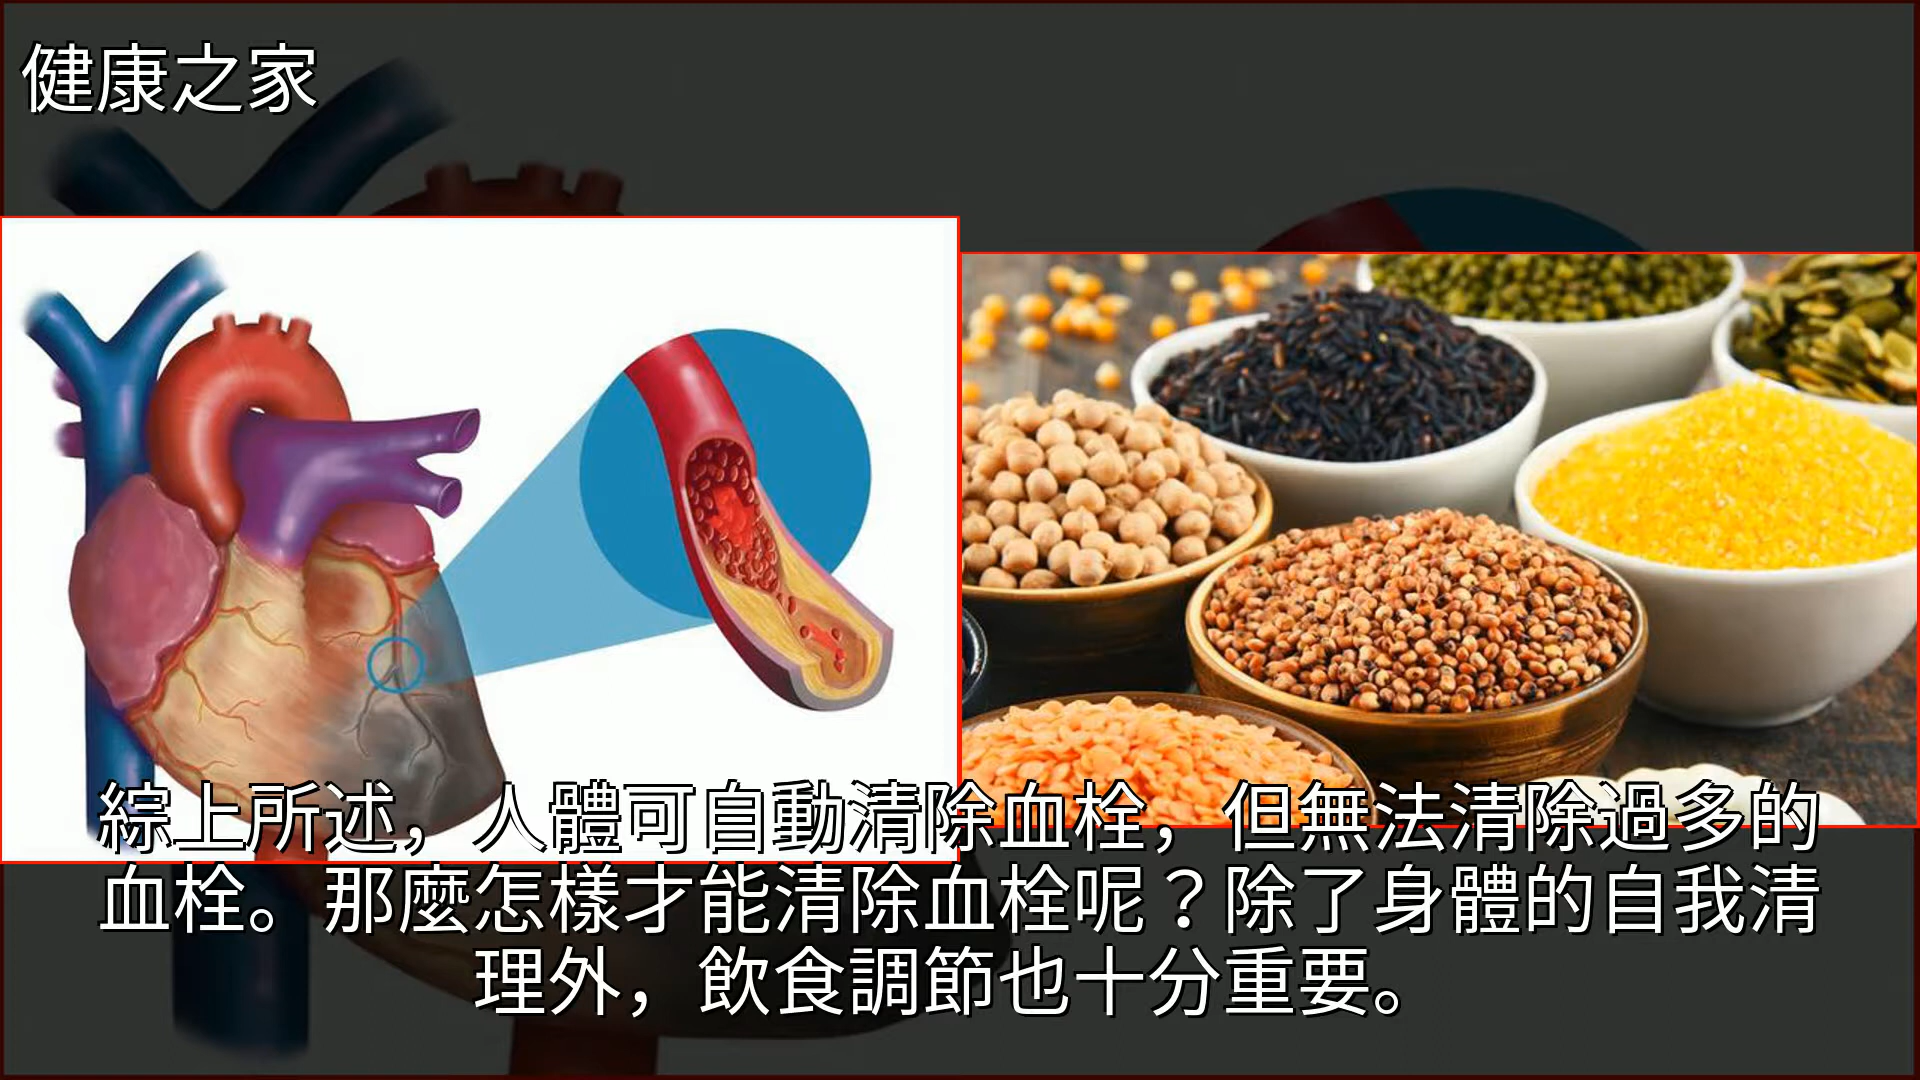 健康之家
綜上所述，人體可自動清除血栓，但無法清除過多的
血栓。那麼怎樣才能清除血栓呢？除了身體的自我清
理外，飲食調節也十分重要。